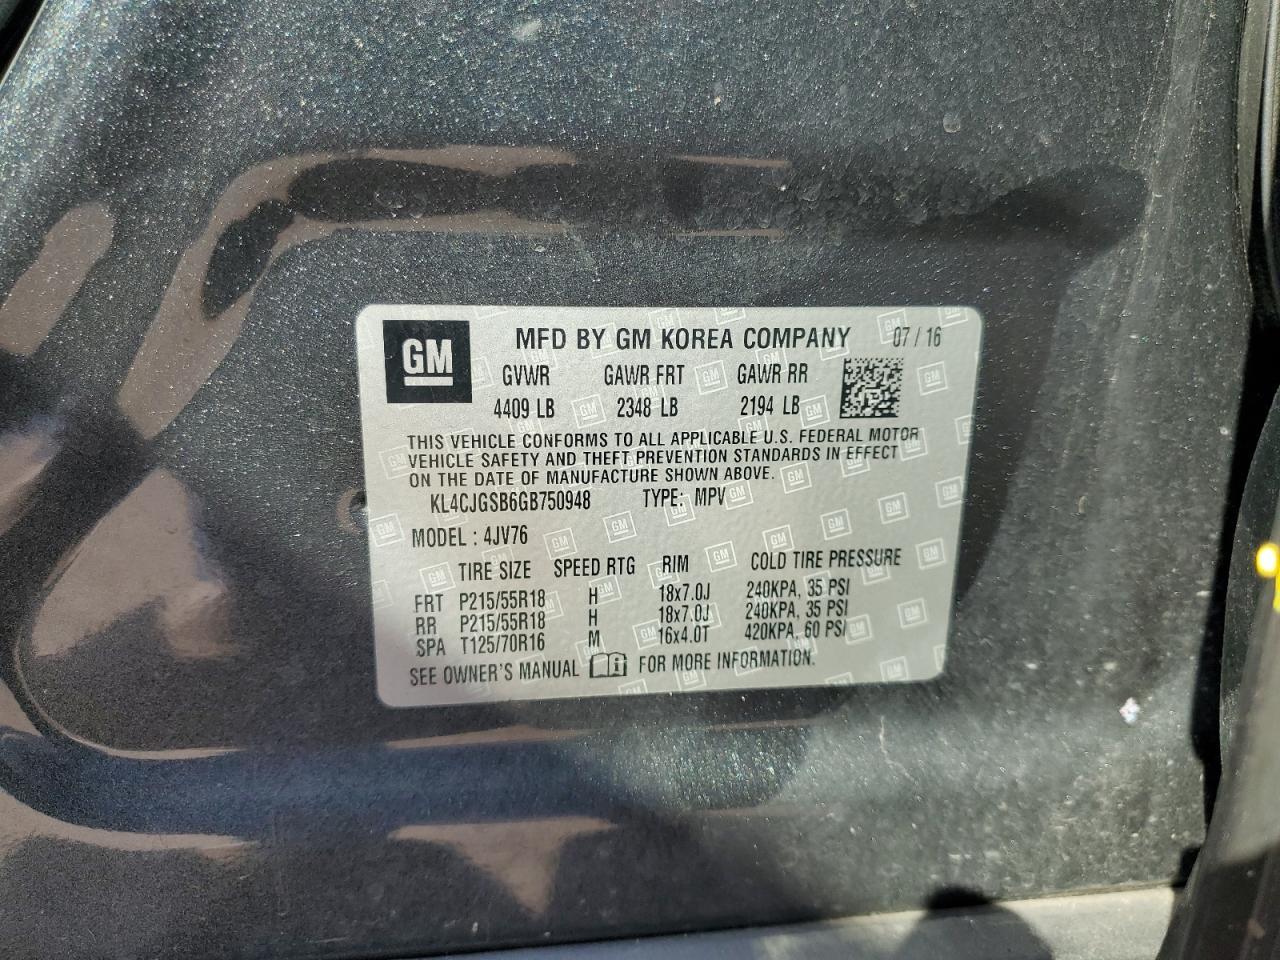 GM MFD BY GM KOREA COMPANY 07 / 16
GVWR GAWR FRT GAWR RR
4409 LB 2348 LB 2194 LB
THIS VEHICLE CONFORMS TO ALL APPLICABLE U.S. FEDERAL MOTOR
VEHICLE SAFETY AND THEFT PREVENTION STANDARDS IN EFFECT
ON THE DATE OF MANUFACTURE SHOWN ABOVE.
KL4CJGSB6GB750948 TYPE: MPV
MODEL : 4JV76
TIRE SIZE SPEED RTG RIM COLD TIRE PRESSURE
FRT P215/55R18 H 18x7.0J 240KPA, 35 PSI
RR P215/55R18 H 18x7.0J 240KPA, 35 PSI
SPA T125/70R16 M 16x4.0T 420KPA, 60 PSI
SEE OWNER'S MANUAL FOR MORE INFORMATION.